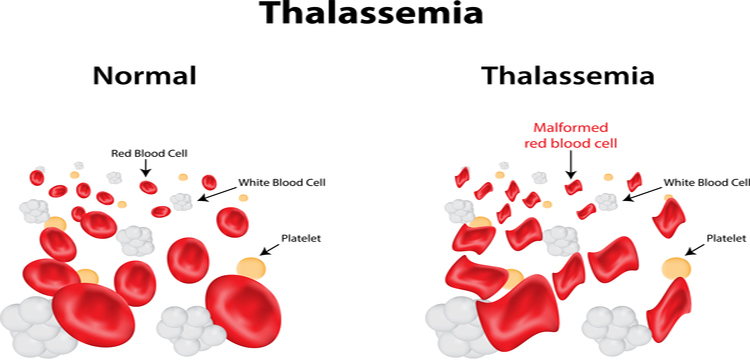 Thalassemia
Normal
Thalassemia
Red Blood Cell
White Blood Cell
Platelet
Malformed
red blood cell
White Blood Cell
Platelet